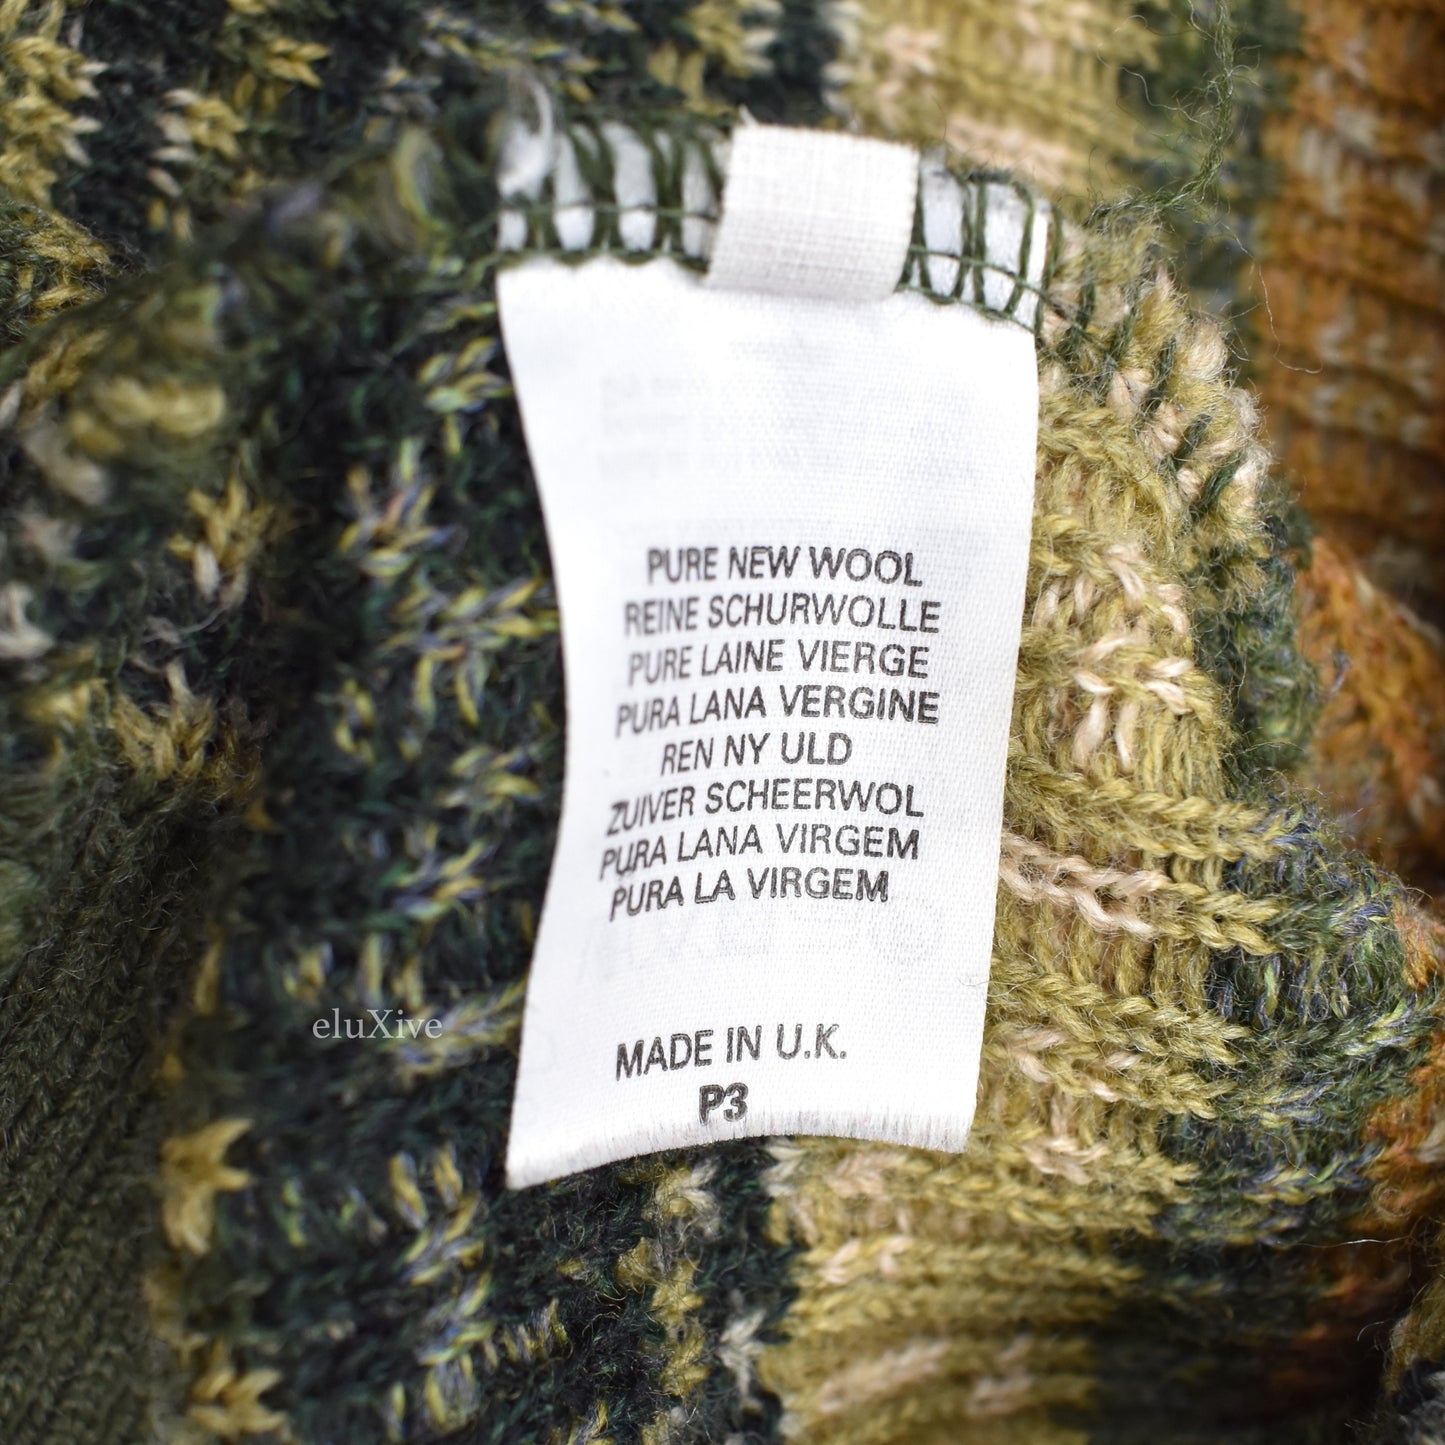 PURE NEW WOOL
REINE SCHURWOLLE
PURE LAINE VIERGE
PURA LANA VERGINE
REN NY ULD
ZUIVER SCHEERWOL
PURA LANA VIRGEM
PURA LA VIRGEM
eluXive
MADE IN U.K.
P3